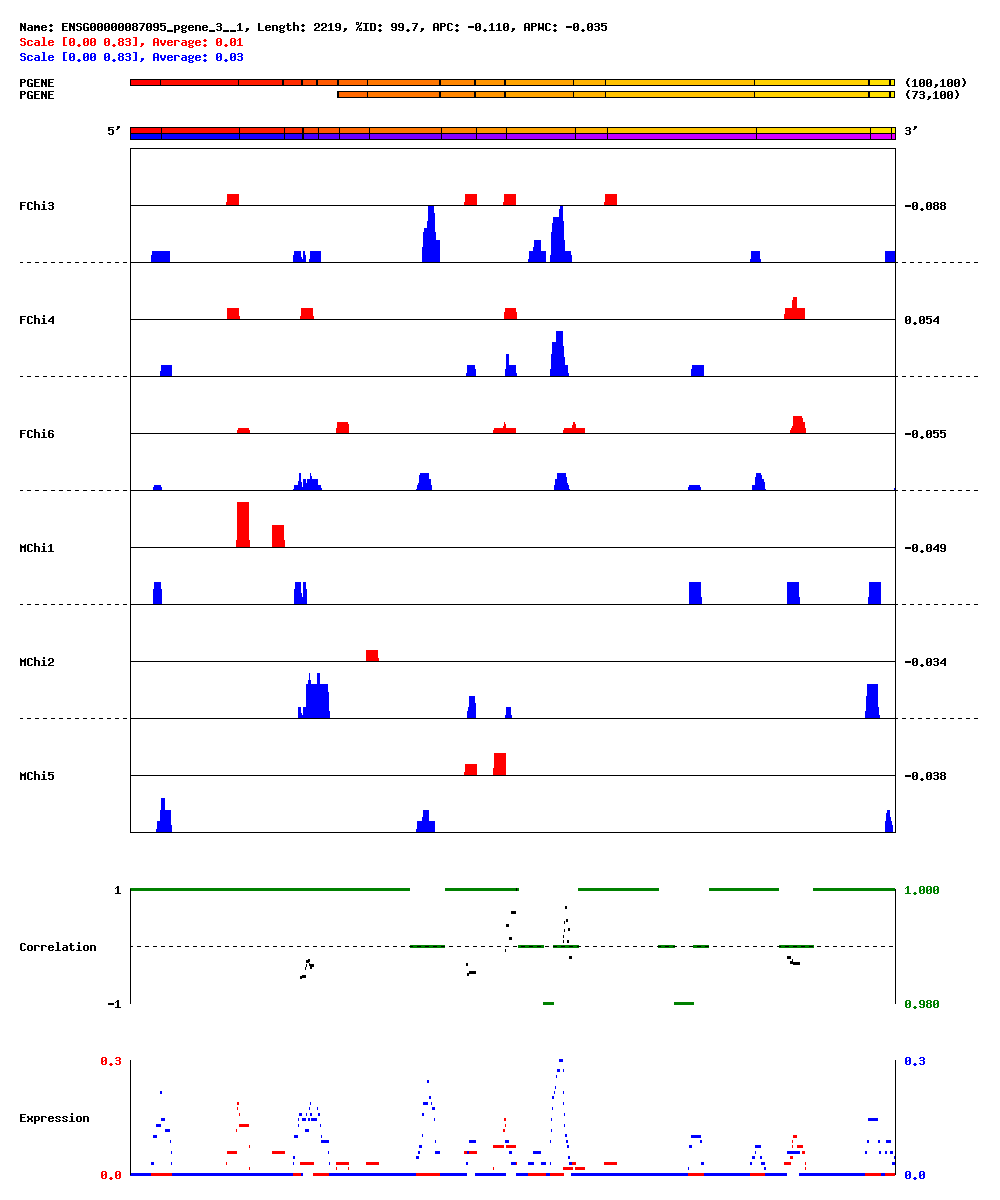 Name: ENSG00000087095_pgene_3__1, Length: 2219, %ID: 99.7, APC: -0.110, APWC: -0.035
Scale [0.00 0.83], Average: 0.01
Scale [0.00 0.83], Average: 0.03
PGENE (100,100)
PGENE (73,100)
5' 3'
FChi3 -0.088
FChi4 0.054
FChi6 -0.055
MChi1 -0.049
MChi2 -0.034
MChi5 -0.038
1 1.000
Correlation
-1 0.980
0.3 0.3
Expression
0.0 0.0